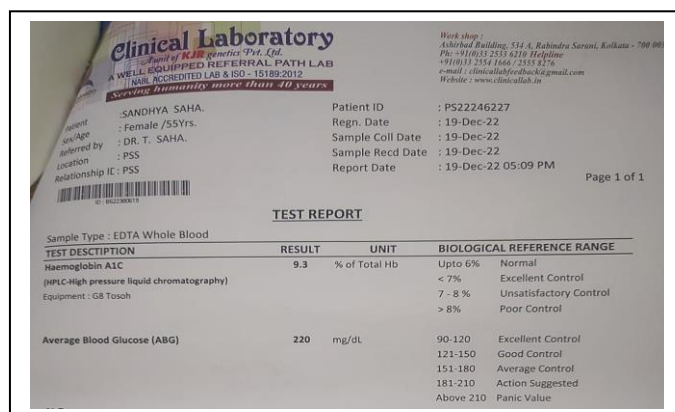 Clinical Laboratory
A unit of KJR genetics Pvt. Ltd.
A WELL EQUIPPED REFERRAL PATH LAB
NABL ACCREDITED LAB & ISO - 15189:2012
Serving humanity more than 40 years
Work shop :
Ashirbad Building, 534 A, Rabindra Sarani, Kolkata - 700 003
Ph: +91(0)33 2533 6210 Helpline
+91(0)33 2554 1666 / 2555 8276
e-mail : clinicallabfeedback@gmail.com
Website : www.clinicallab.in
Patient :SANDHYA SAHA.
Sex/Age : Female /55Yrs.
Referred by : DR. T. SAHA.
Location : PSS
Relationship ID : PSS
Patient ID : PS22246227
Regn. Date : 19-Dec-22
Sample Coll Date : 19-Dec-22
Sample Recd Date : 19-Dec-22
Report Date : 19-Dec-22 05:09 PM
Page 1 of 1
TEST REPORT
Sample Type : EDTA Whole Blood
TEST DESCTIPTION RESULT UNIT BIOLOGICAL REFERENCE RANGE
Haemoglobin A1C 9.3 % of Total Hb Upto 6% Normal
(HPLC-High pressure liquid chromatography) < 7% Excellent Control
Equipment : G8 Tosoh 7 - 8 % Unsatisfactory Control
> 8% Poor Control
Average Blood Glucose (ABG) 220 mg/dL 90-120 Excellent Control
121-150 Good Control
151-180 Average Control
181-210 Action Suggested
Above 210 Panic Value